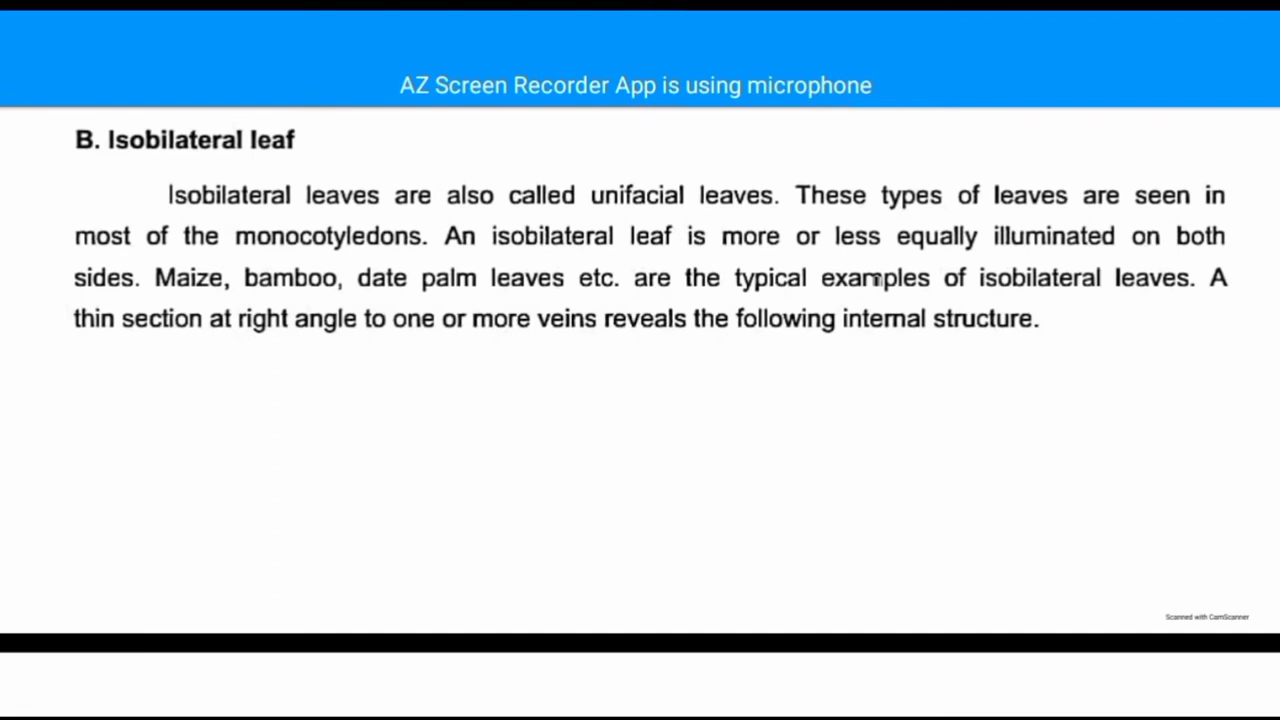 AZ Screen Recorder App is using microphone
B. Isobilateral leaf
Isobilateral leaves are also called unifacial leaves. These types of leaves are seen in
most of the monocotyledons. An isobilateral leaf is more or less equally illuminated on both
sides. Maize, bamboo, date palm leaves etc. are the typical examples of isobilateral leaves. A
thin section at right angle to one or more veins reveals the following internal structure.
Scanned with CamScanner